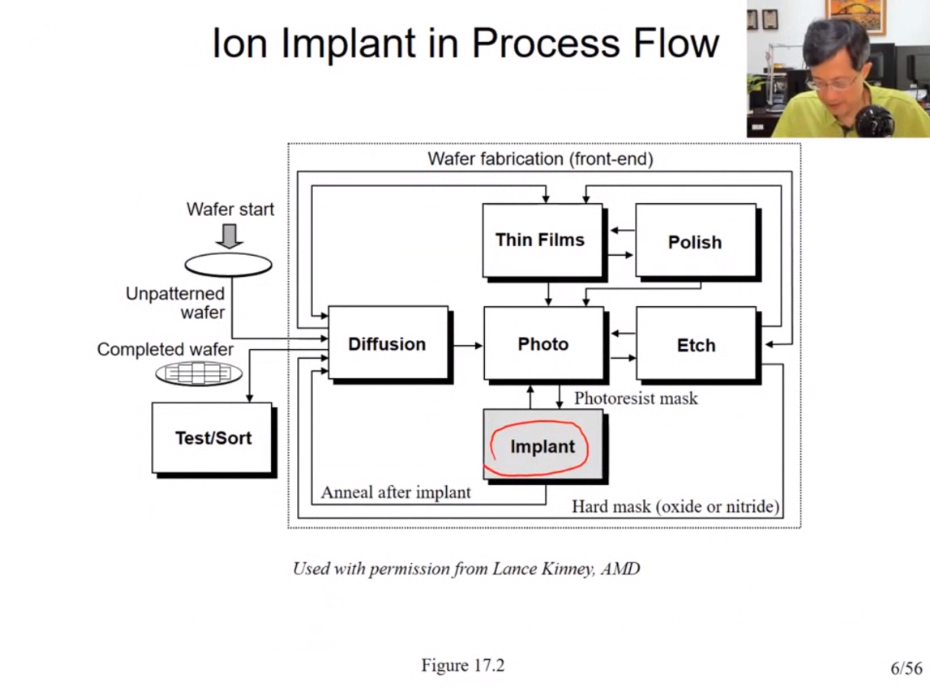 Ion Implant in Process Flow
Wafer fabrication (front-end)
Wafer start
Thin Films
Polish
Unpatterned
wafer
Diffusion
Photo
Etch
Completed wafer
Photoresist mask
Test/Sort
Implant
Anneal after implant
Hard mask (oxide or nitride)
Used with permission from Lance Kinney, AMD
Figure 17.2
6/56